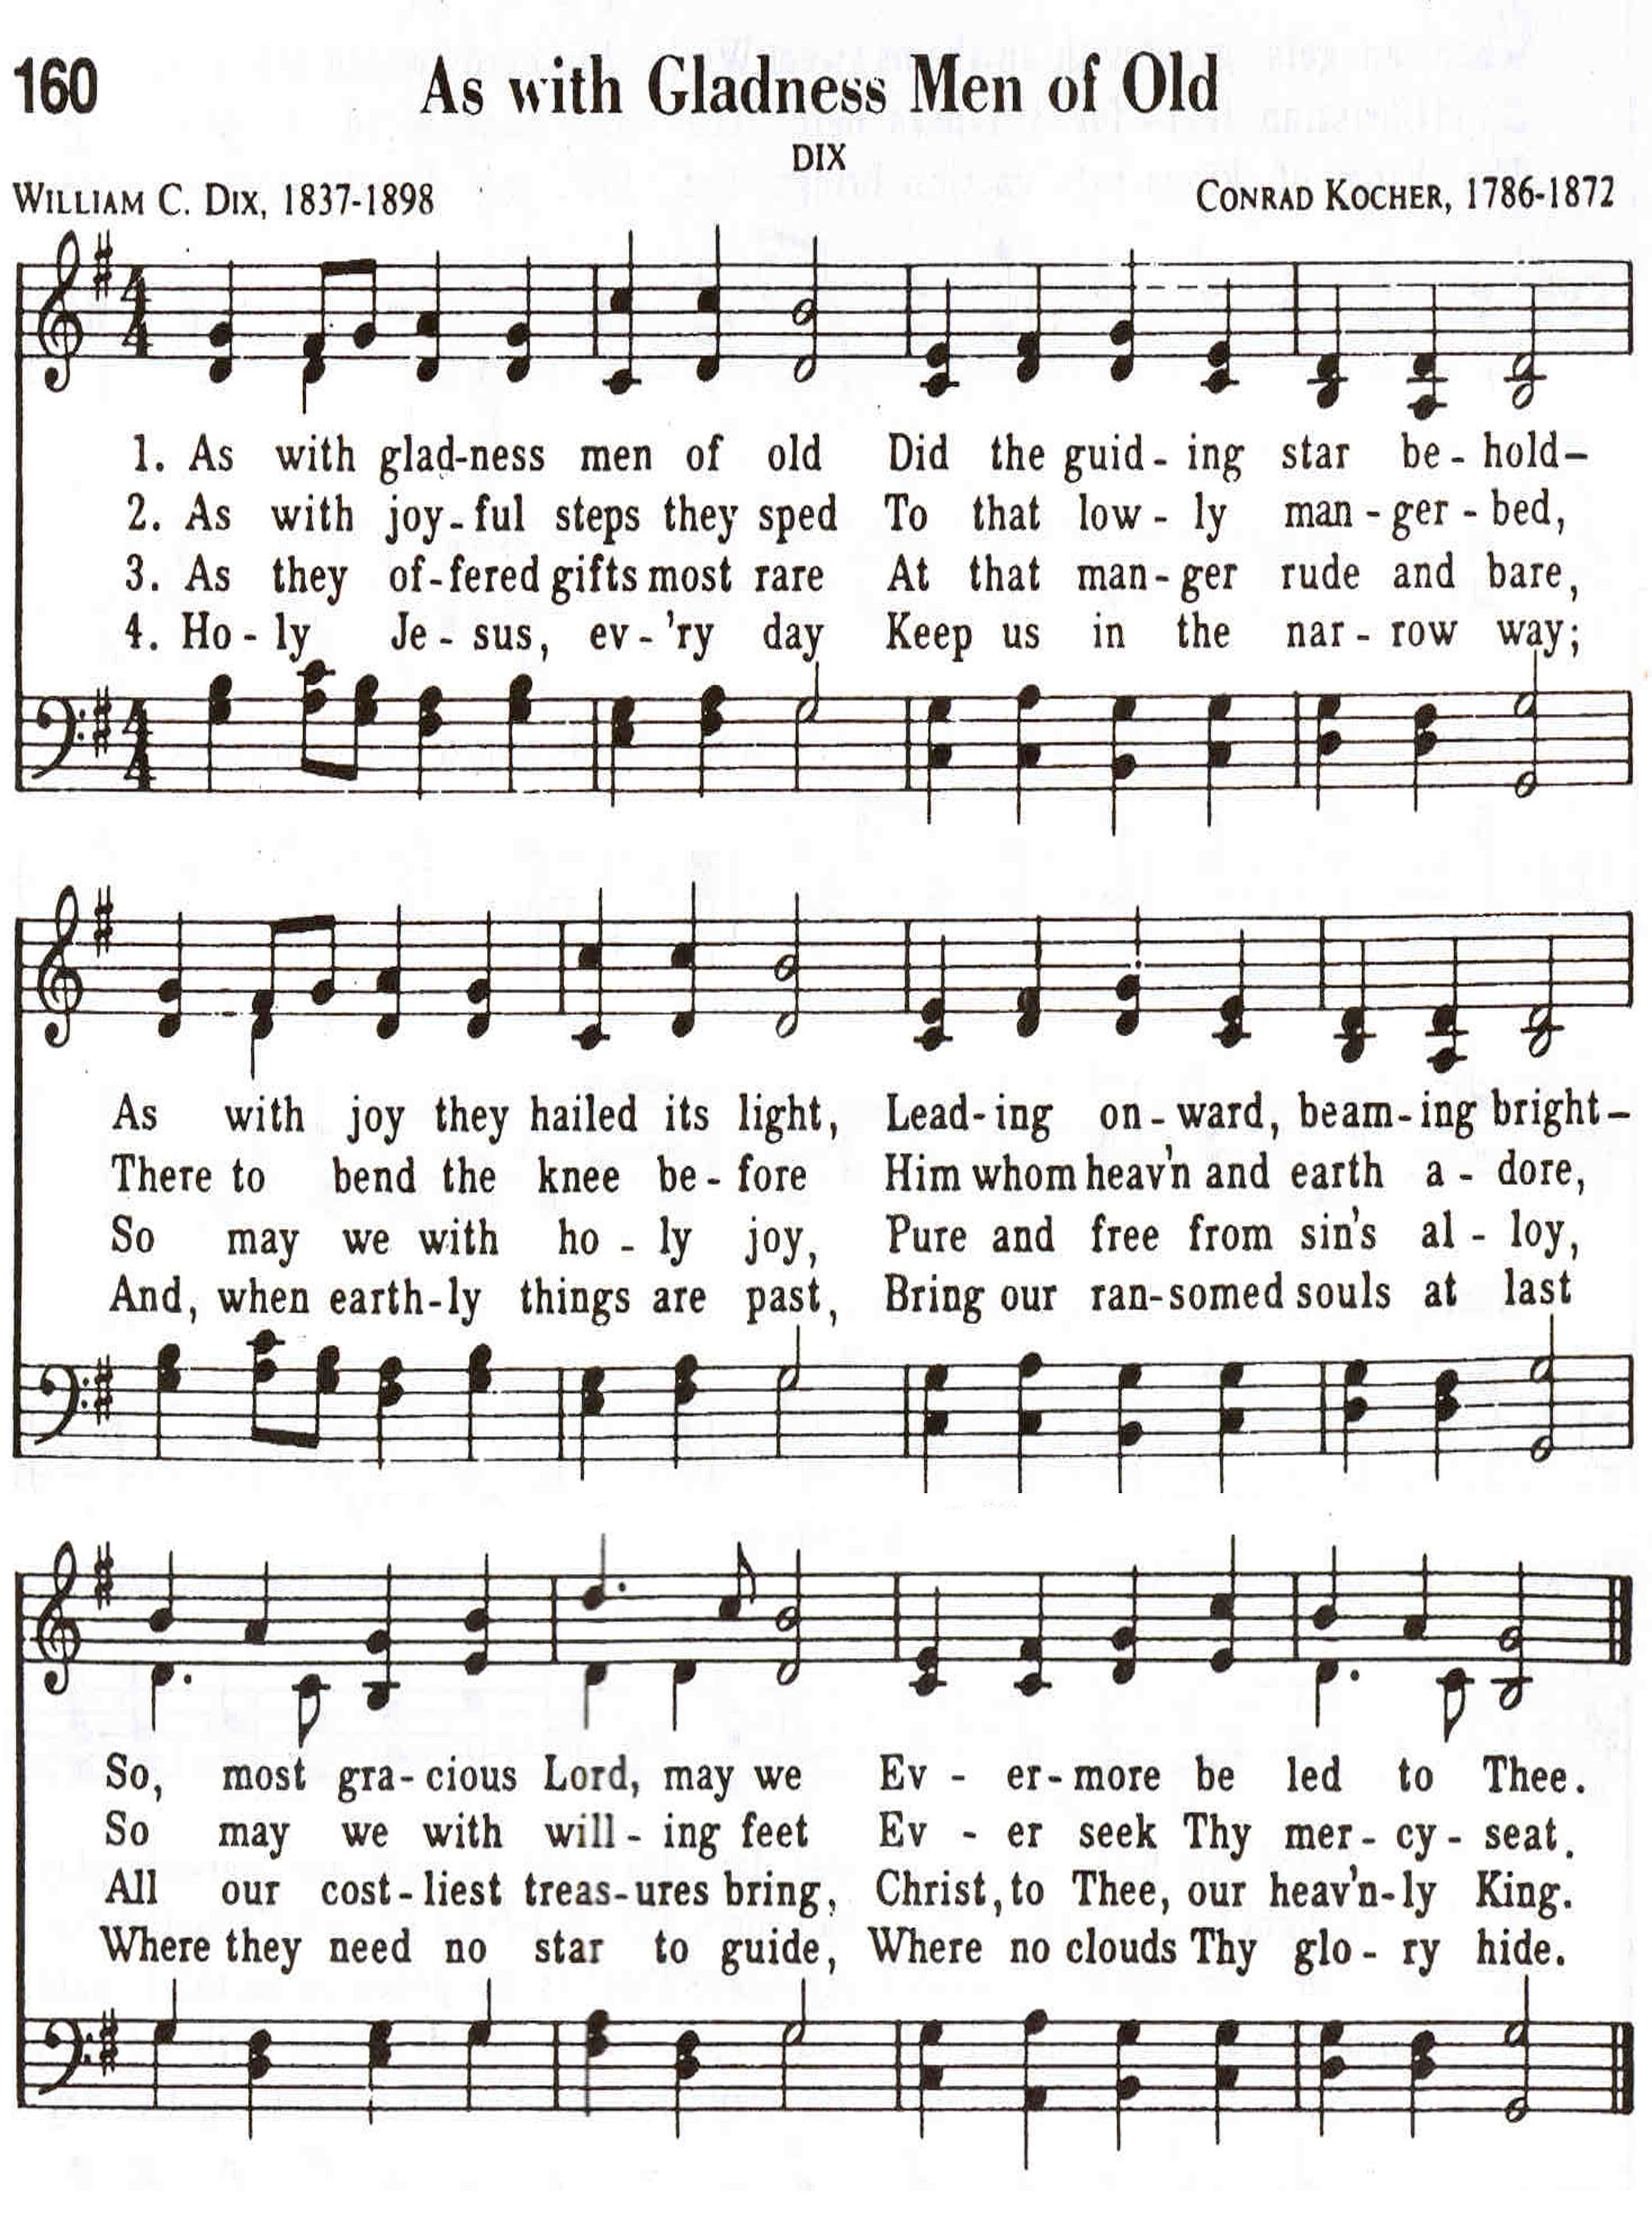 160 As with Gladness Men of Old
DIX
WILLIAM C. DIX, 1837-1898 CONRAD KOCHER, 1786-1872
4 4
1. As with glad-ness men of old Did the guid - ing star be - hold–
2. As with joy - ful steps they sped To that low - ly man - ger - bed,
3. As they of - fered gifts most rare At that man - ger rude and bare,
4. Ho - ly Je - sus, ev - 'ry day Keep us in the nar - row way;
4 4
As with joy they hailed its light, Lead - ing on - ward, beam - ing bright–
There to bend the knee be - fore Him whom heav'n and earth a - dore,
So may we with ho - ly joy, Pure and free from sin's al - loy,
And, when earth - ly things are past, Bring our ran - somed souls at last
So, most gra - cious Lord, may we Ev - er - more be led to Thee.
So may we with will - ing feet Ev - er seek Thy mer - cy - seat.
All our cost - liest treas - ures bring, Christ, to Thee, our heav'n - ly King.
Where they need no star to guide, Where no clouds Thy glo - ry hide.